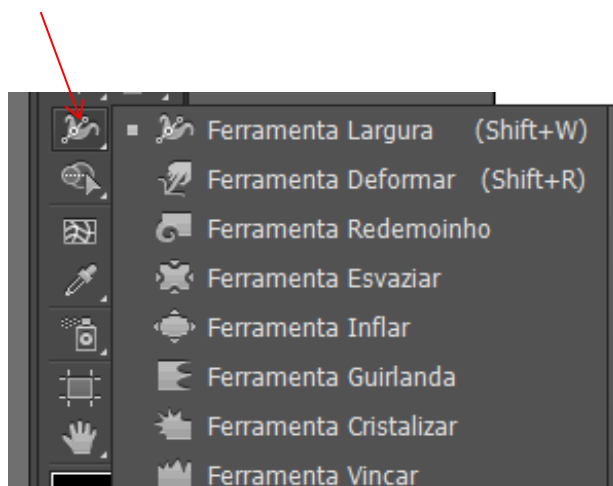 Ferramenta Largura (Shift+W)
Ferramenta Deformar (Shift+R)
Ferramenta Redemoinho
Ferramenta Esvaziar
Ferramenta Inflar
Ferramenta Guirlanda
Ferramenta Cristalizar
Ferramenta Vincar